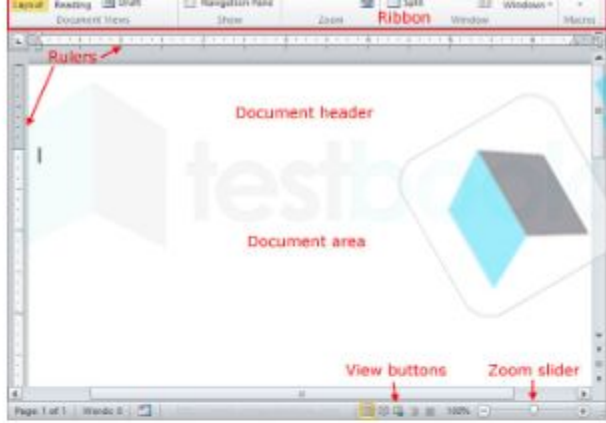 Layout Reading Draft Navigation Pane Split Windows
Document Views Show Zoom Ribbon Window Macros
Rulers
Document header
testbook
Document area
View buttons Zoom slider
Page: 1 of 1 Words: 0 100%